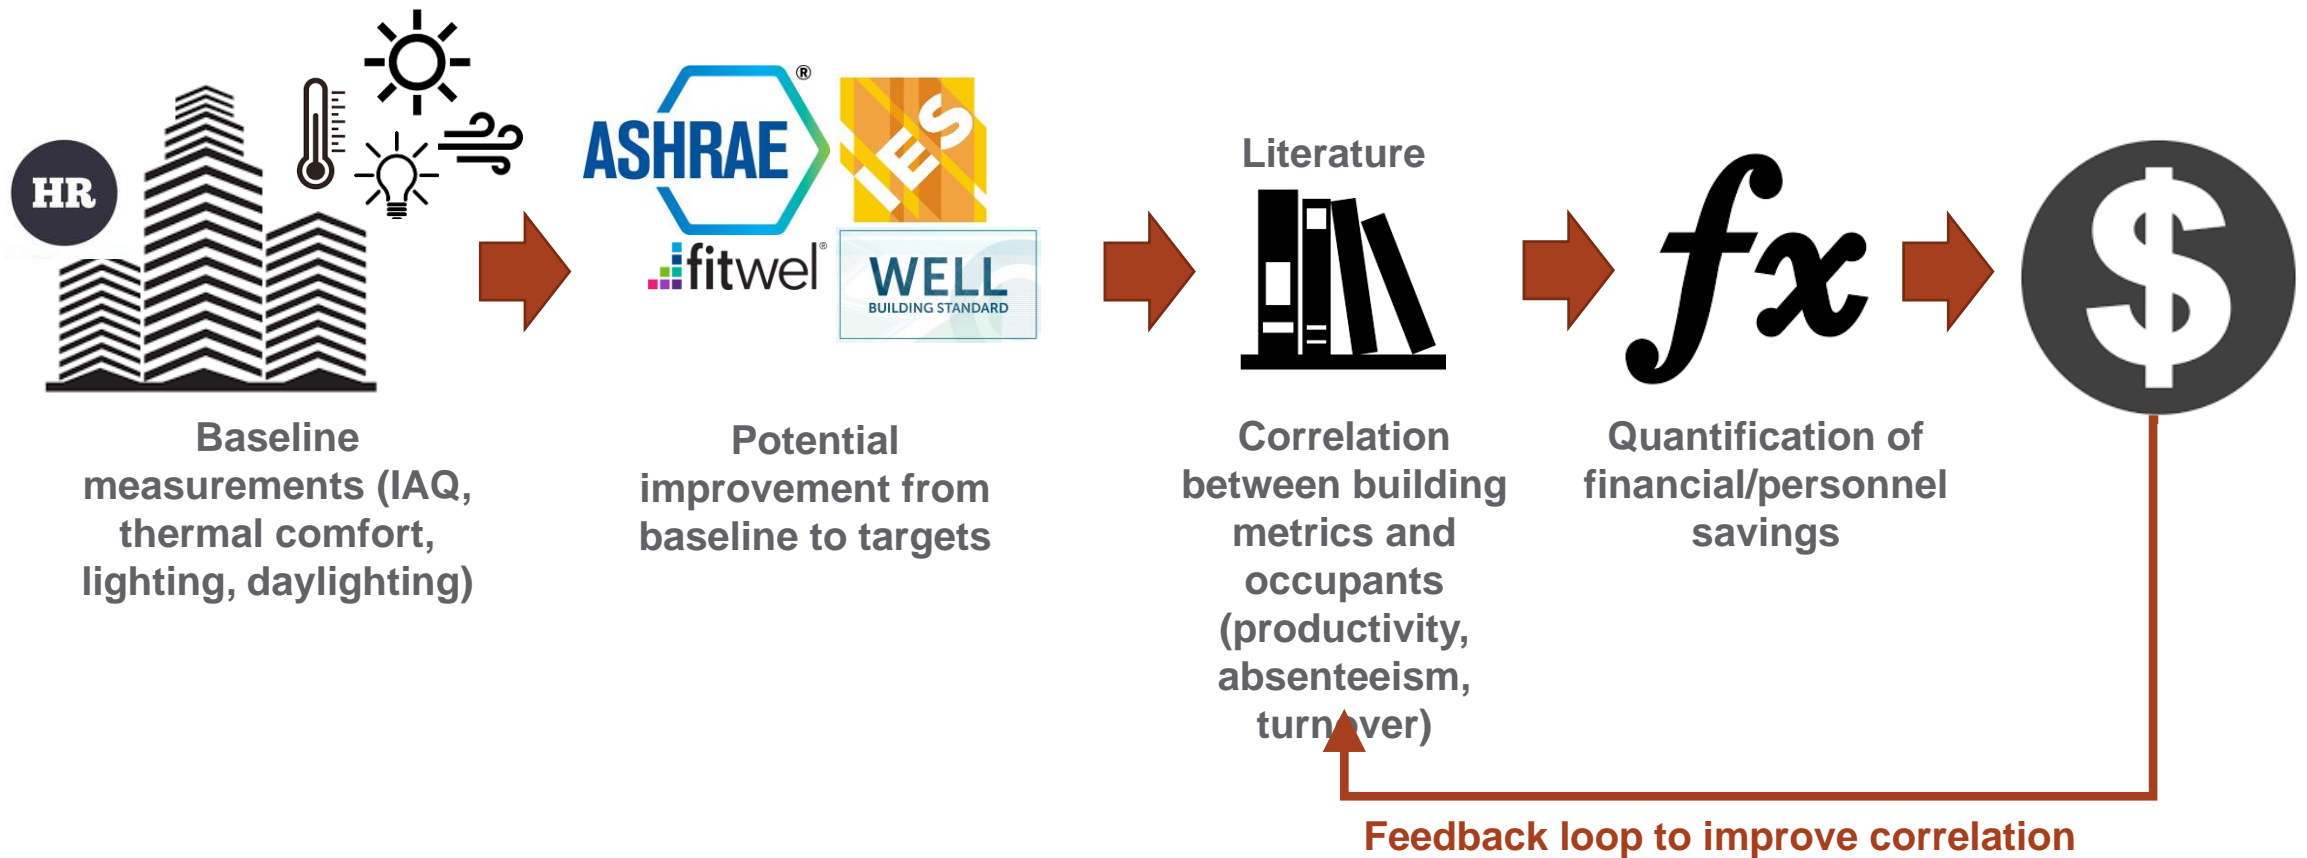 HR
Baseline
measurements (IAQ,
thermal comfort,
lighting, daylighting)
ASHRAE®
IES
fitwel®
WELL
BUILDING STANDARD
Potential
improvement from
baseline to targets
Literature
Correlation
between building
metrics and
occupants
(productivity,
absenteeism,
turnover)
fx
Quantification of
financial/personnel
savings
$
Feedback loop to improve correlation